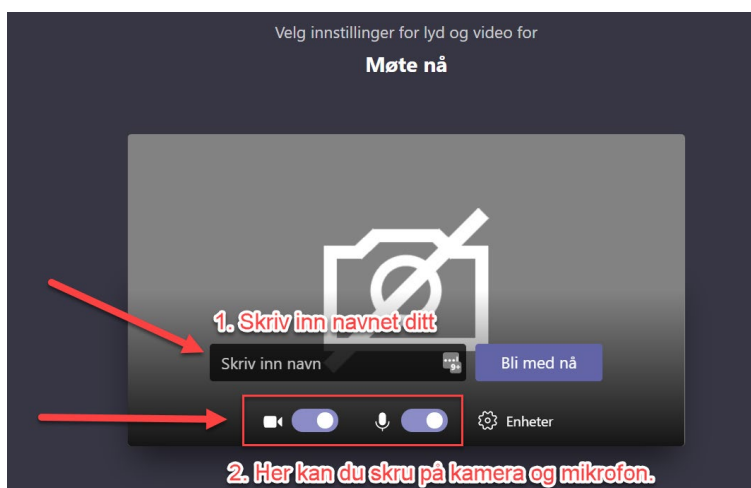 Velg innstillinger for lyd og video for
Møte nå
1. Skriv inn navnet ditt
Skriv inn navn
9+
Bli med nå
Enheter
2. Her kan du skru på kamera og mikrofon.